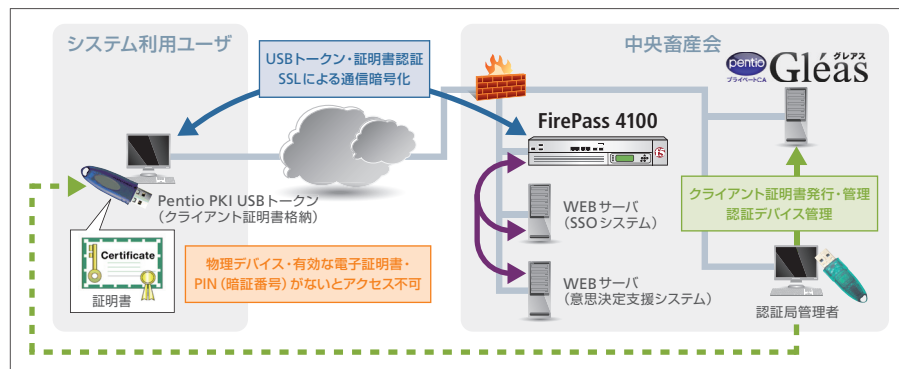 システム利用ユーザ
USBトークン・証明書認証
SSLによる通信暗号化
Pentio PKI USBトークン
（クライアント証明書格納）
Certificate
証明書
物理デバイス・有効な電子証明書・
PIN（暗証番号）がないとアクセス不可
中央畜産会
pentio
プライベートCA
グレアス
Gléas
FirePass 4100
WEBサーバ
（SSOシステム）
WEBサーバ
（意思決定支援システム）
クライアント証明書発行・管理
認証デバイス管理
認証局管理者